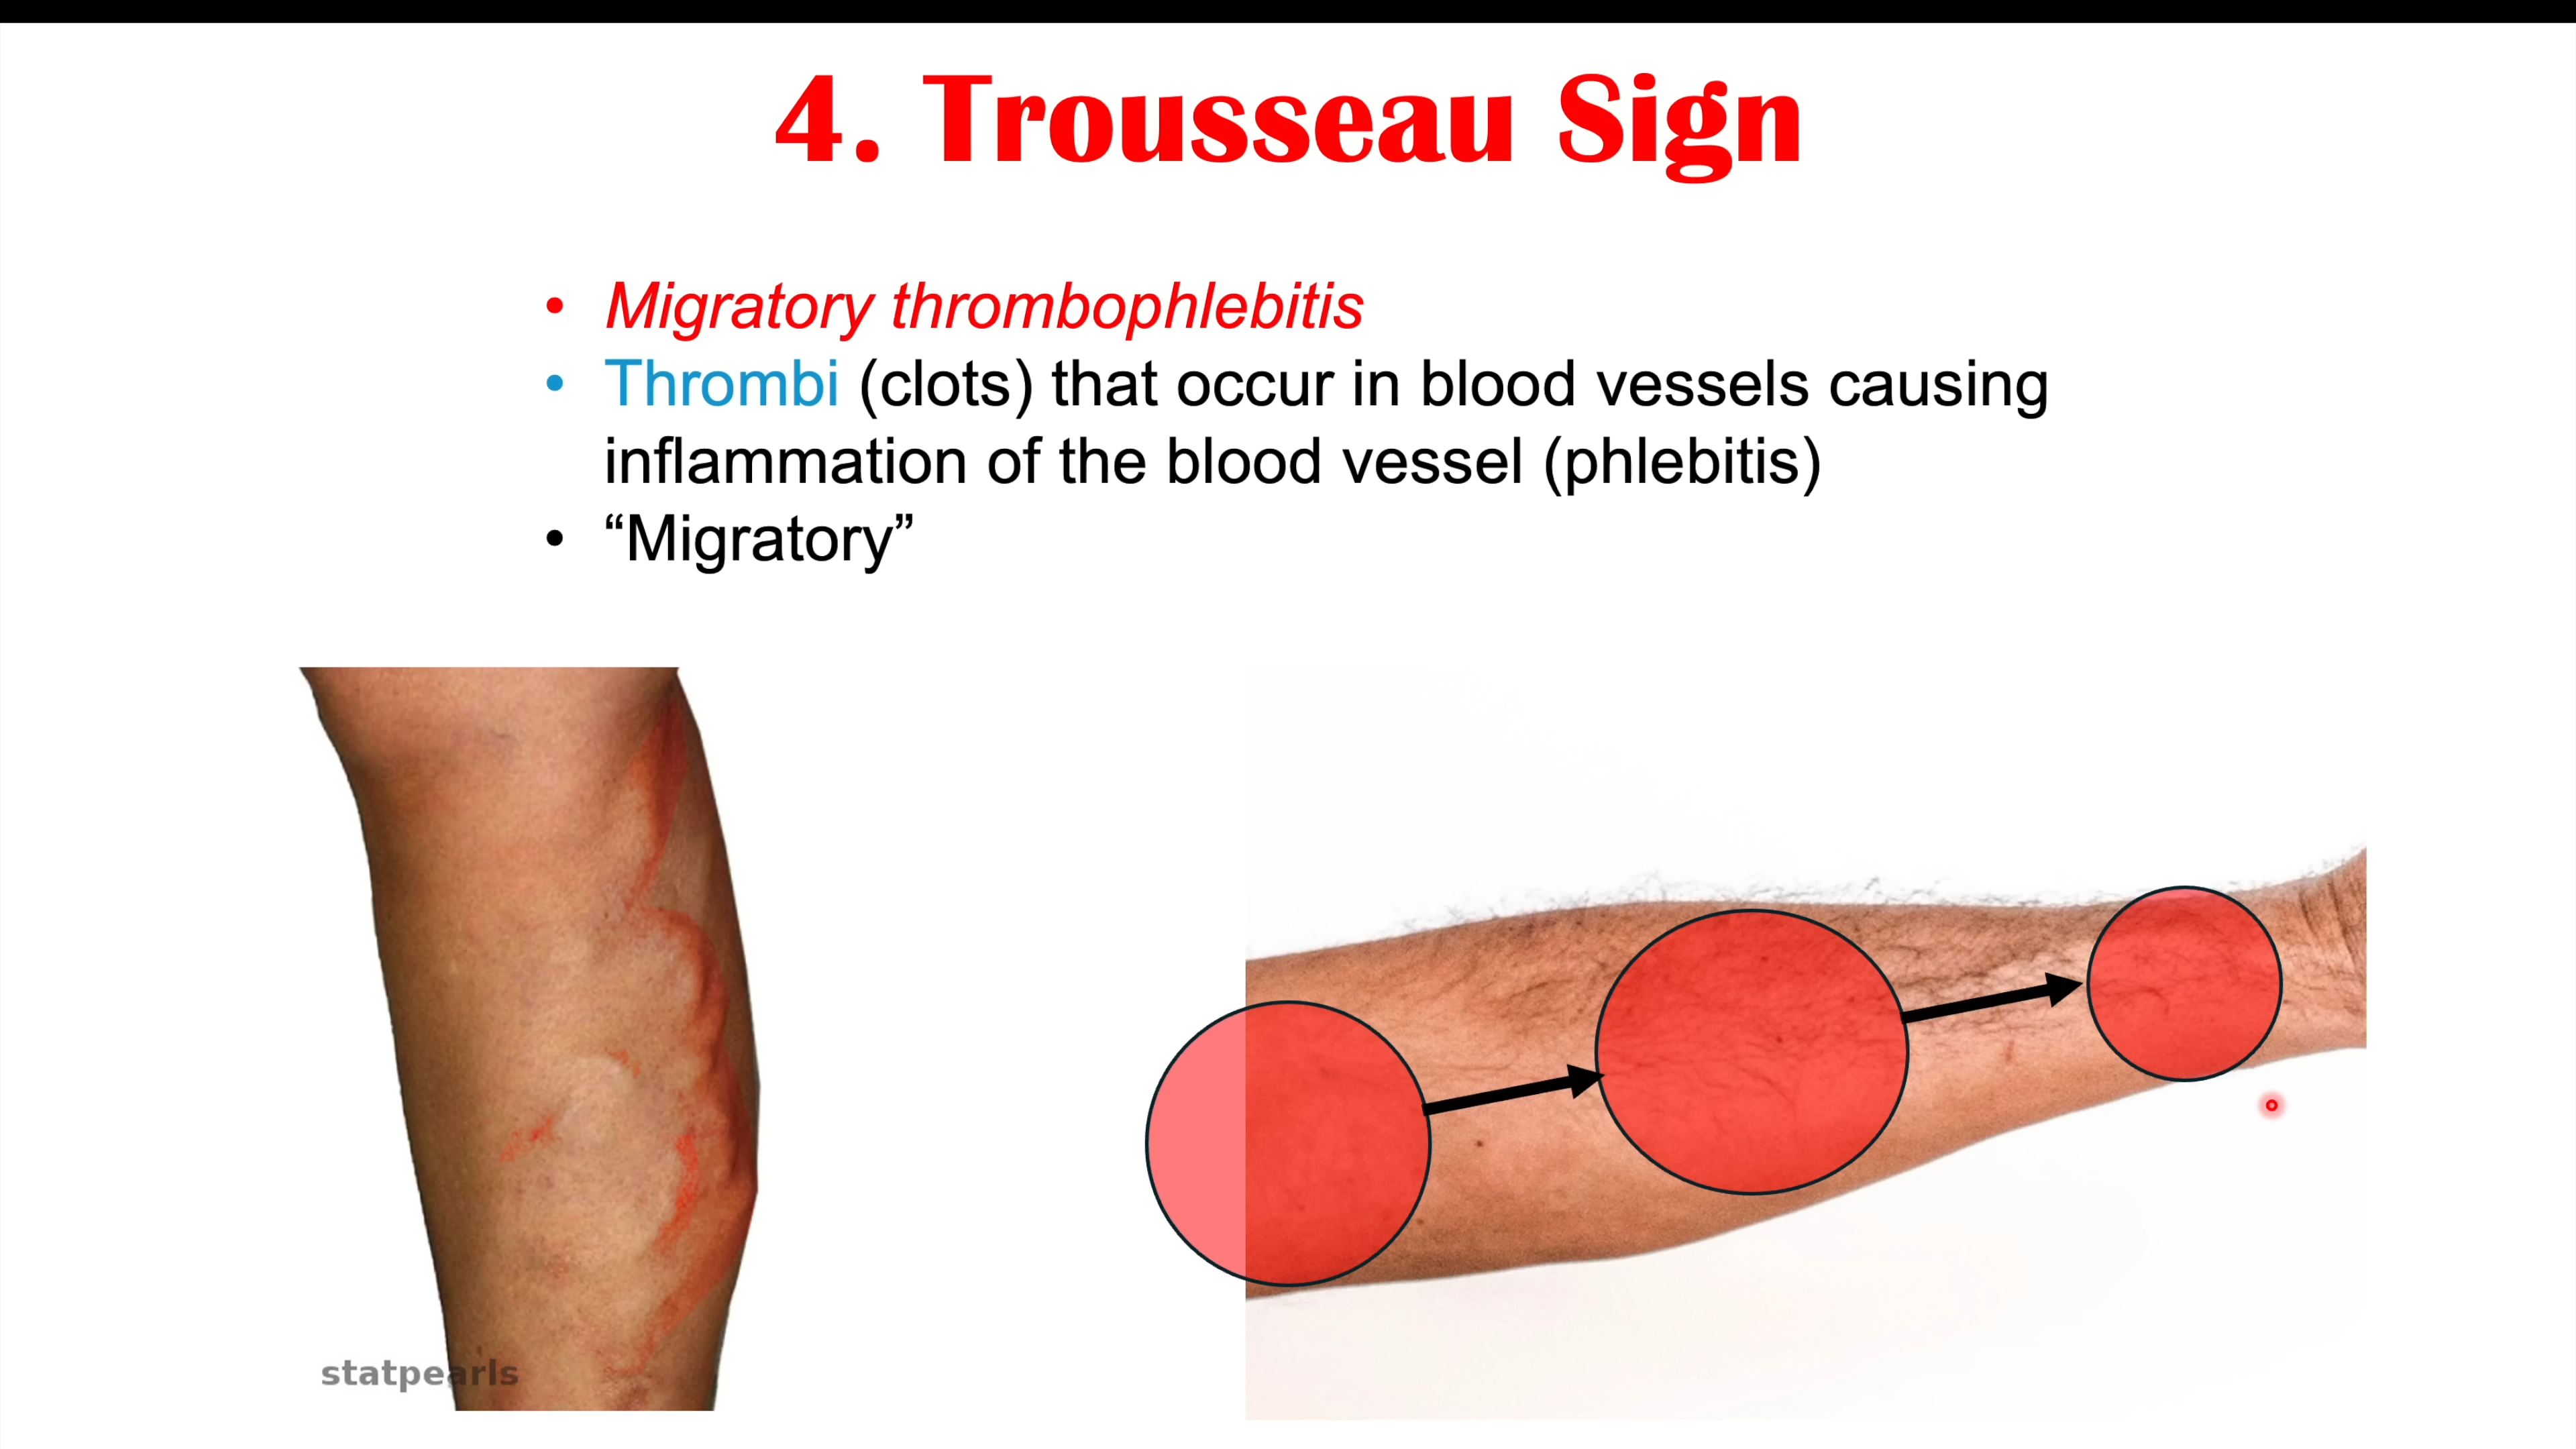 4. Trousseau Sign
• Migratory thrombophlebitis
• Thrombi (clots) that occur in blood vessels causing
inflammation of the blood vessel (phlebitis)
• “Migratory”
statpearls